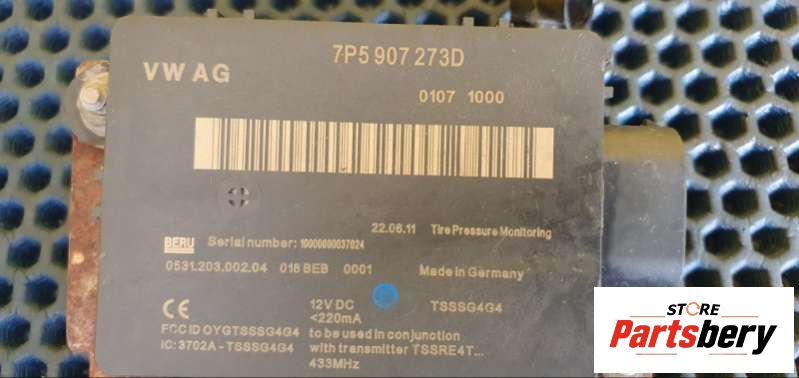 7P5 907 273D
VW AG
0107 1000
22.06.11 Tire Pressure Monitoring
BERU Serial number: 10000000037024
0531.203.002.04 018 BEB 0001 Made in Germany
CE 12V DC TSSSG4G4
<220mA
FCC ID OYGTSSSG4G4 to be used in conjunction
IC: 3702A - TSSSG4G4 with transmitter TSSRE4T...
433MHz
STORE
Partsbery